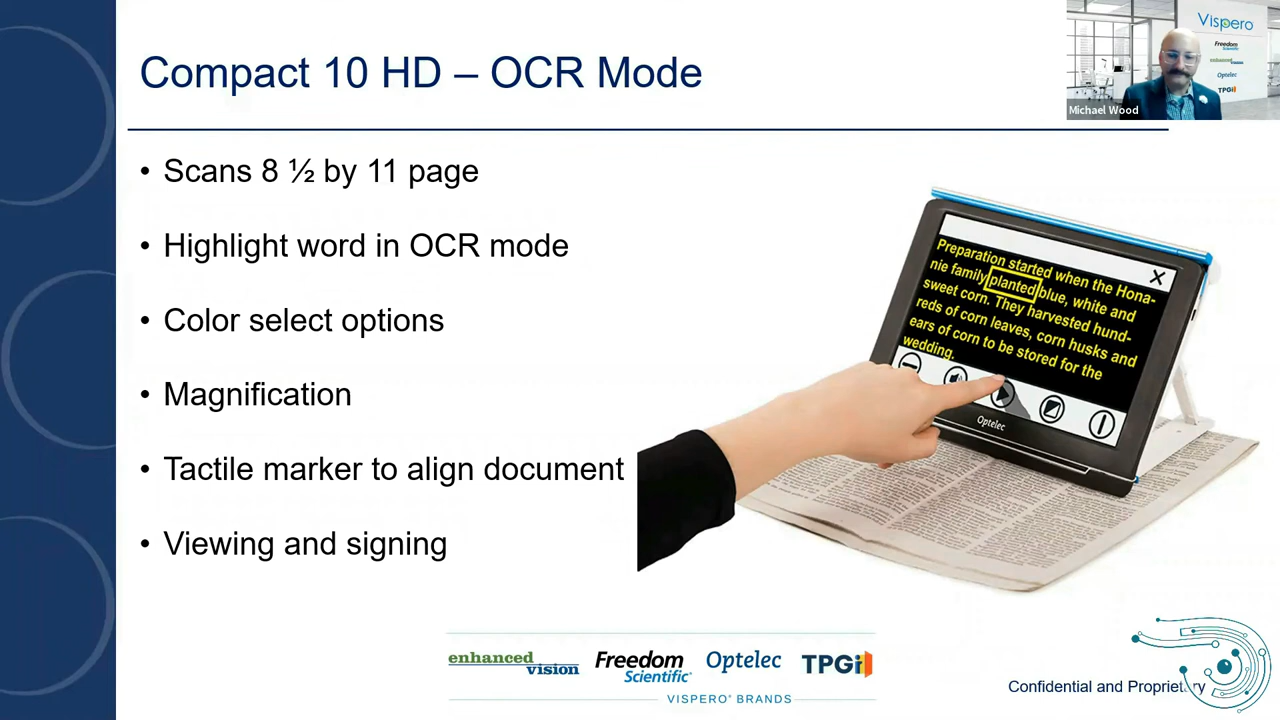 Compact 10 HD – OCR Mode
Vispero
Freedom
Scientific
enhanced
vision
Optelec
TPGi
Michael Wood
• Scans 8 ½ by 11 page
• Highlight word in OCR mode
• Color select options
• Magnification
• Tactile marker to align document
• Viewing and signing
Preparation started when the Hona-
nie family planted blue, white and
sweet corn. They harvested hund-
reds of corn leaves, corn husks and
ears of corn to be stored for the
wedding.
Optelec
enhanced
vision
Freedom
Scientific®
Optelec
TPGi
VISPERO® BRANDS
Confidential and Proprietary